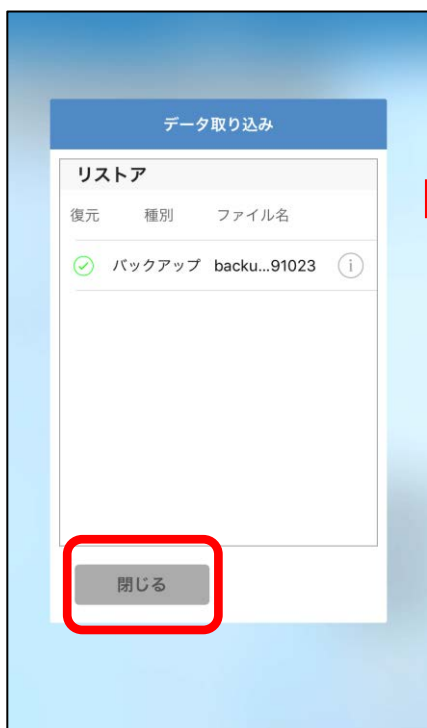 データ取り込み
リストア
復元 種別 ファイル名
バックアップ backu...91023 i
閉じる